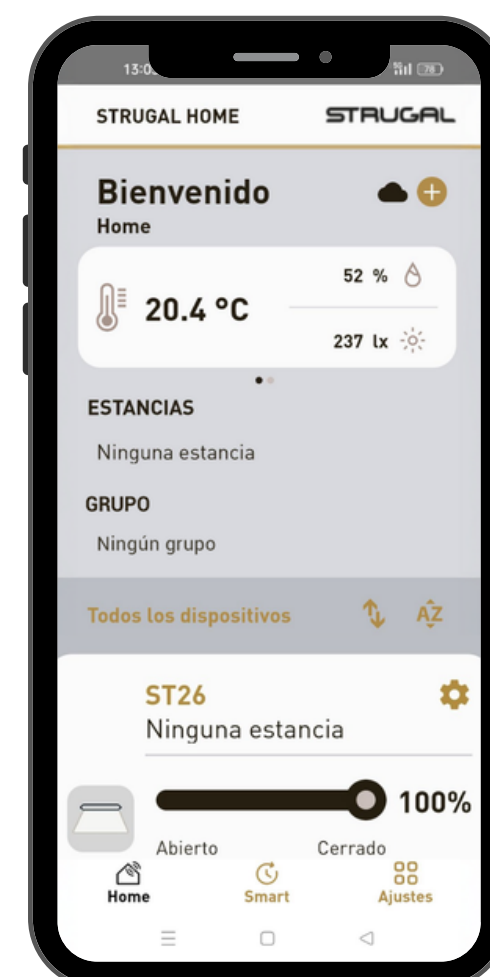 78
STRUGAL HOME
STRUGAL
Bienvenido
Home
20.4 °C
52 %
237 lx
ESTANCIAS
Ninguna estancia
GRUPO
Ningún grupo
Todos los dispositivos
AZ
ST26
Ninguna estancia
100%
Abierto Cerrado
Home Smart Ajustes